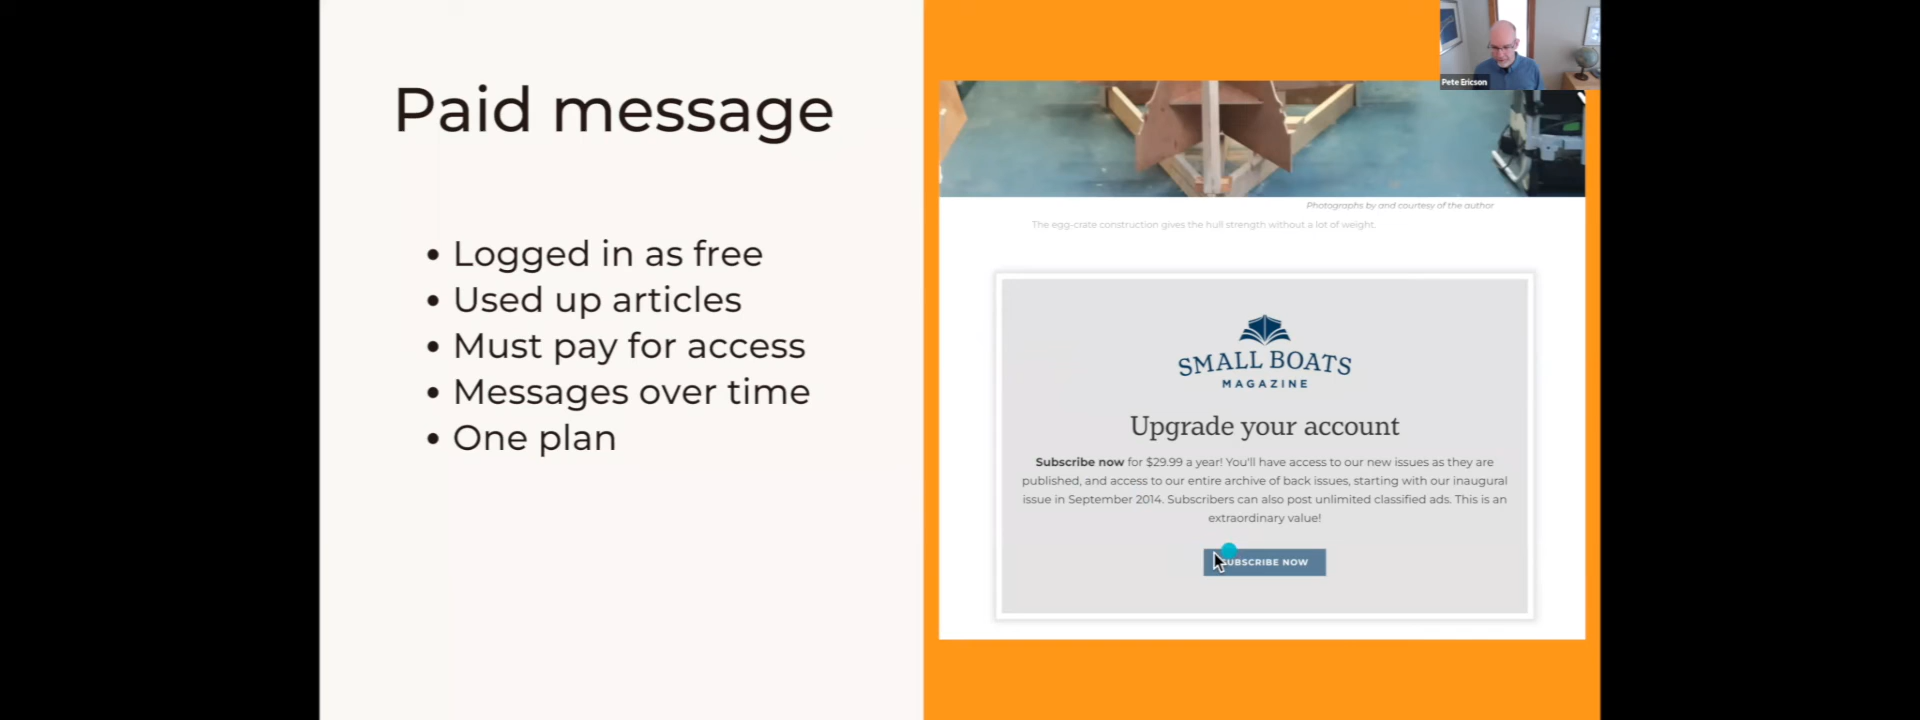 Paid message
Logged in as free
Used up articles
Must pay for access
Messages over time
One plan
Pete Ericson
Photographs by and courtesy of the author
The egg-crate construction gives the hull strength without a lot of weight.
SMALL BOATS
MAGAZINE
Upgrade your account
Subscribe now for $29.99 a year! You'll have access to our new issues as they are
published, and access to our entire archive of back issues, starting with our inaugural
issue in September 2014. Subscribers can also post unlimited classified ads. This is an
extraordinary value!
SUBSCRIBE NOW